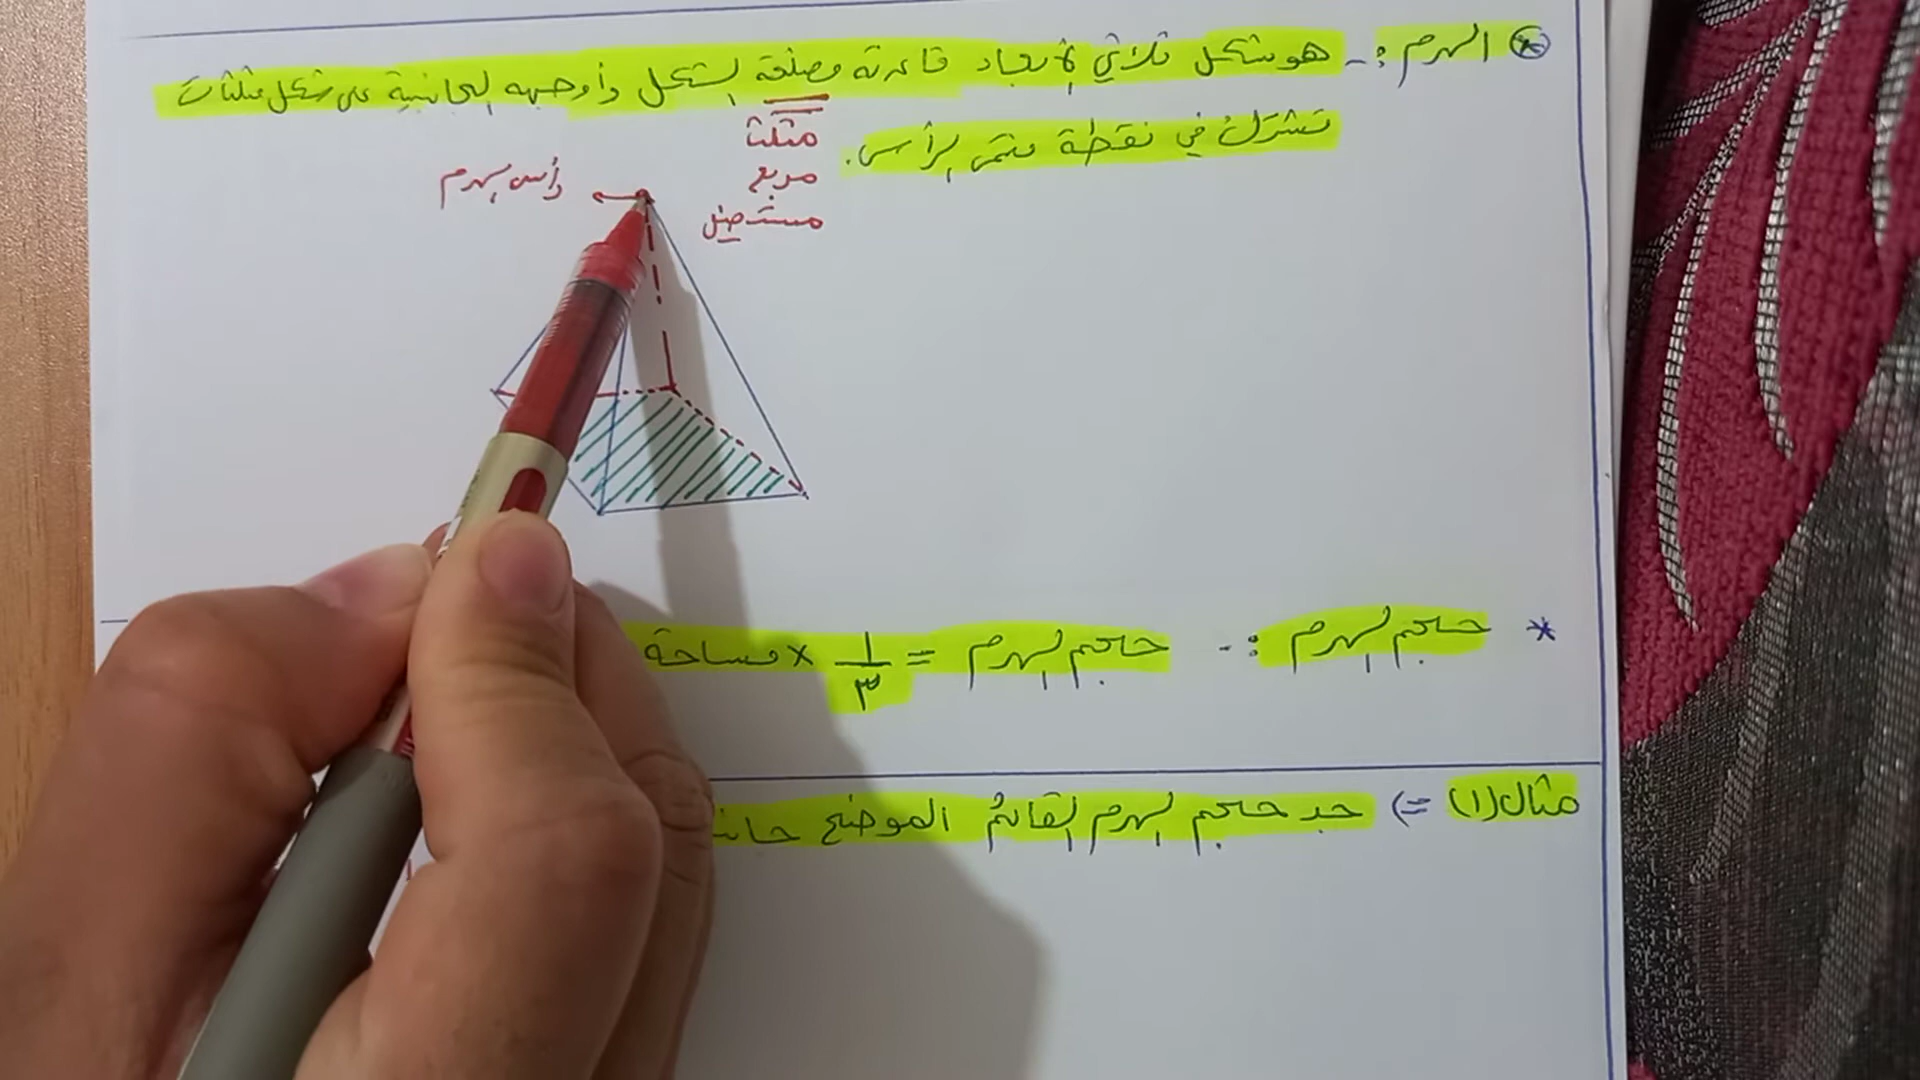 * الهرم :- هو شكل ثلاثي الأبعاد قاعدته مضلعة الشكل وأوجهه الجانبية على شكل مثلثات
تشترك في نقطة تسمى الرأس.
مثلث
مربع
مستطيل
رأس الهرم
* حجم الهرم :- حجم الهرم = ١/٣ × مساحة
مثال (١) <= جد حجم الهرم القائم الموضح